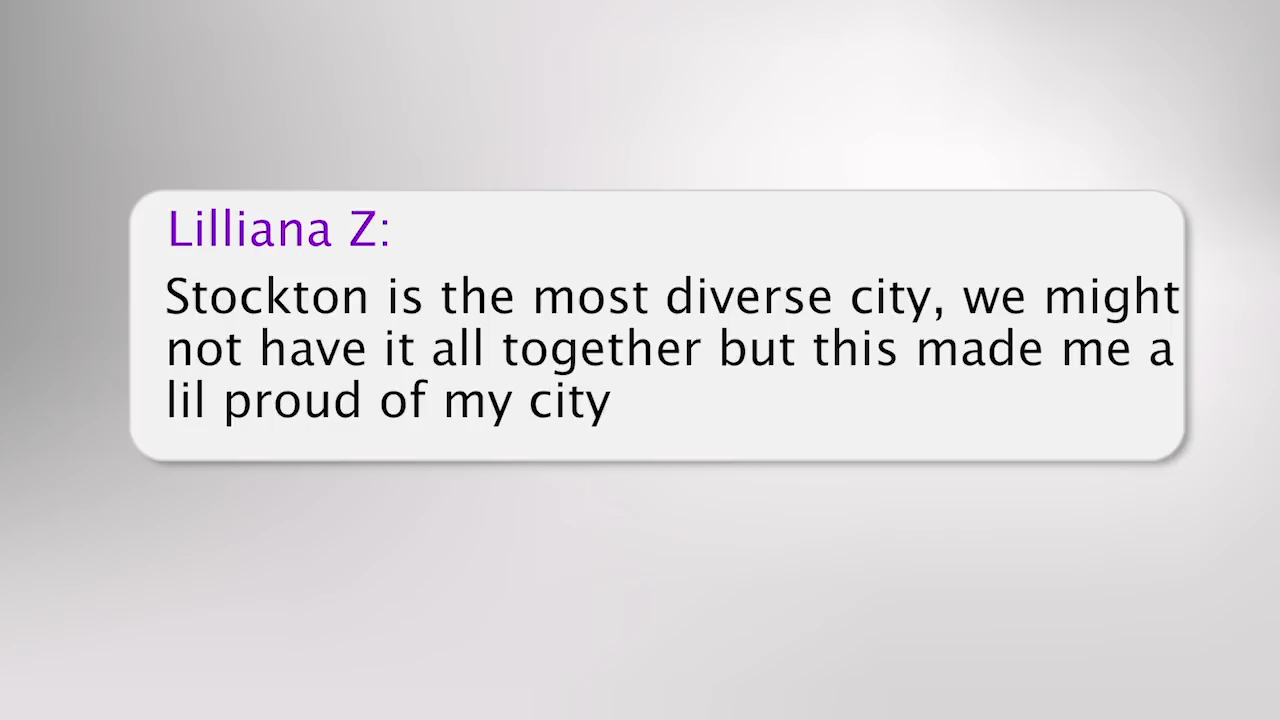 Lilliana Z:
Stockton is the most diverse city, we might
not have it all together but this made me a
lil proud of my city